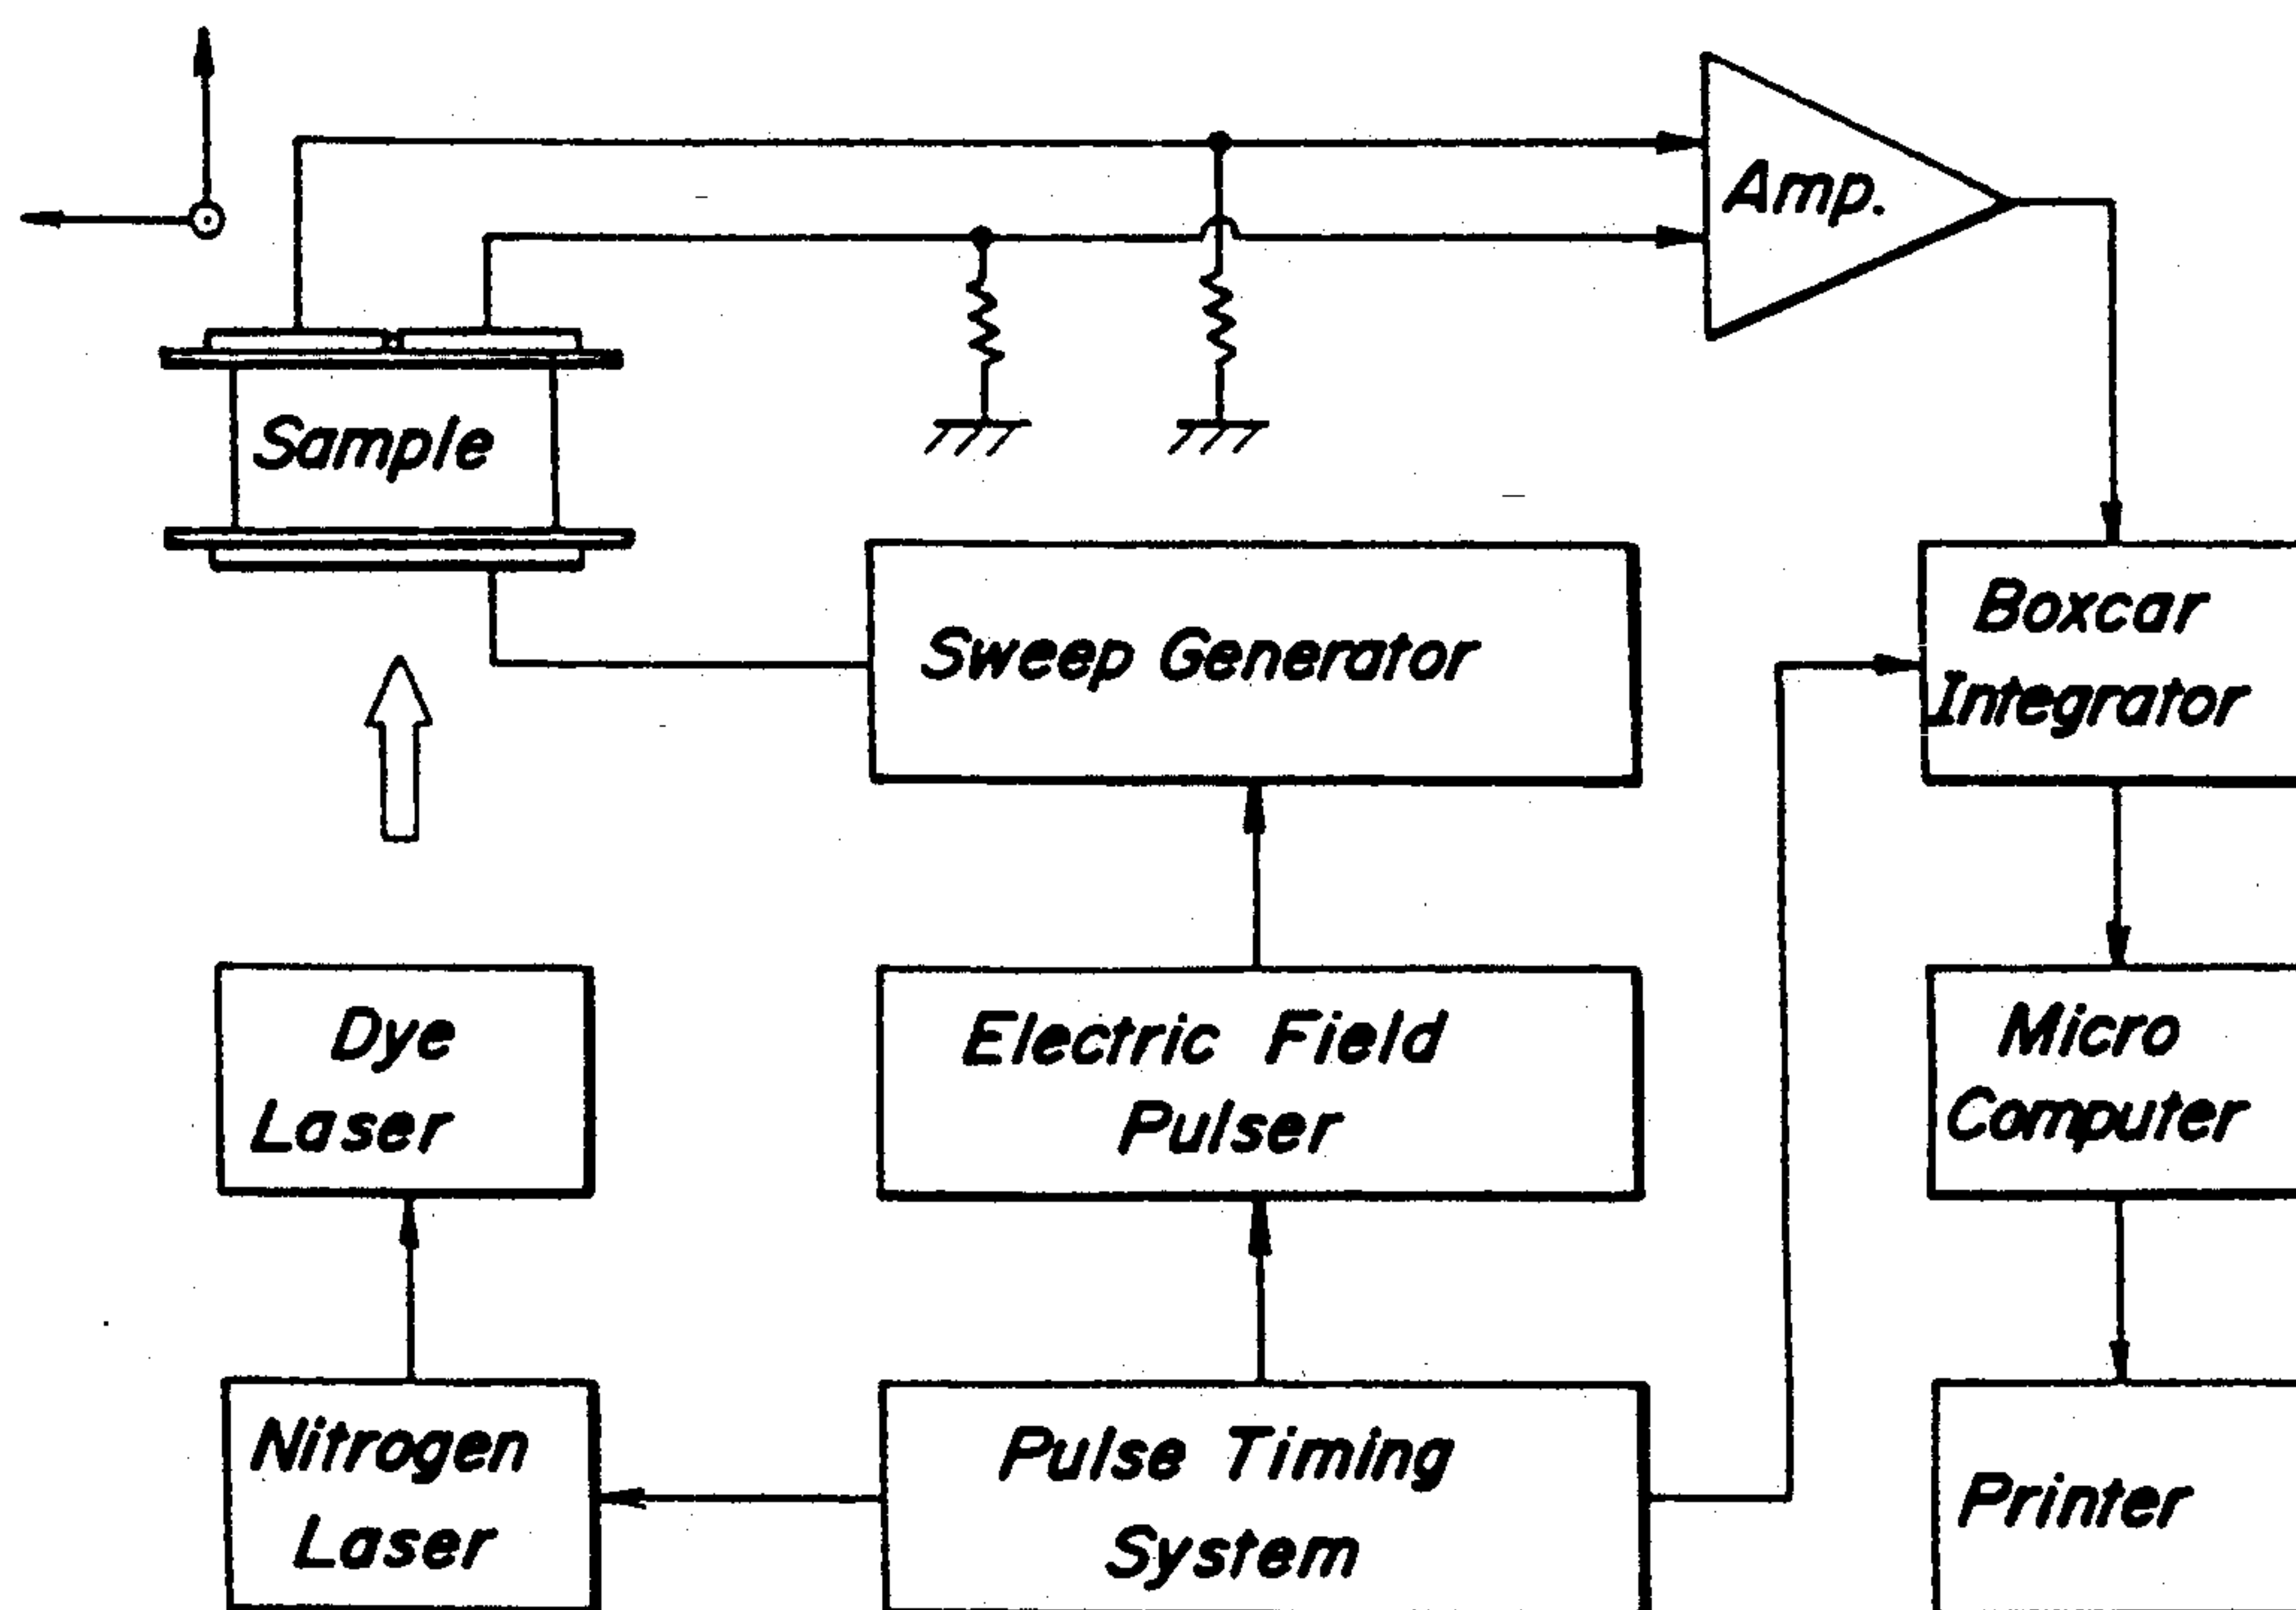 Amp.
Sample
Sweep Generator
Boxcar
Integrator
Dye
Laser
Electric Field
Pulser
Micro
Computer
Nitrogen
Laser
Pulse Timing
System
Printer